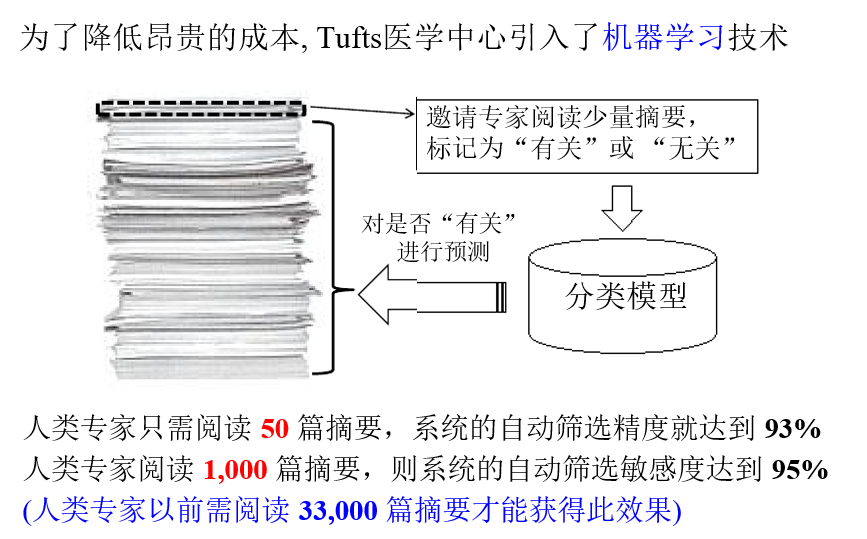 为了降低昂贵的成本, Tufts医学中心引入了机器学习技术
邀请专家阅读少量摘要，
标记为“有关”或 “无关”
对是否“有关”
进行预测
分类模型
人类专家只需阅读 50 篇摘要，系统的自动筛选精度就达到 93%
人类专家阅读 1,000 篇摘要，则系统的自动筛选敏感度达到 95%
(人类专家以前需阅读 33,000 篇摘要才能获得此效果)